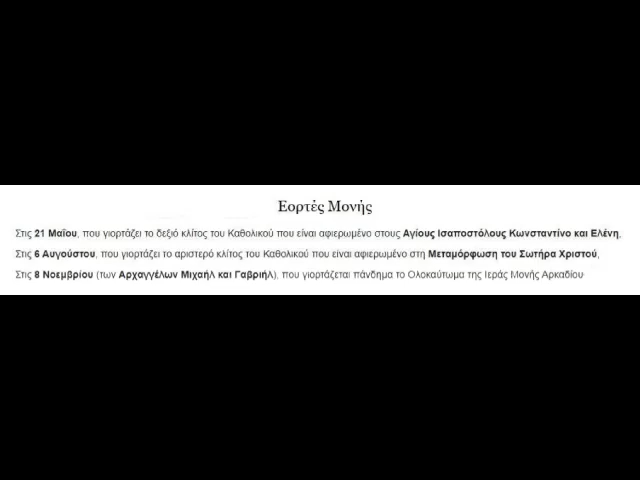 Εορτές Μονής
Στις 21 Μαΐου, που γιορτάζει το δεξιό κλίτος του Καθολικού που είναι αφιερωμένο στους Αγίους Ισαποστόλους Κωνσταντίνο και Ελένη,
Στις 6 Αυγούστου, που γιορτάζει το αριστερό κλίτος του Καθολικού που είναι αφιερωμένο στη Μεταμόρφωση του Σωτήρα Χριστού,
Στις 8 Νοεμβρίου (των Αρχαγγέλων Μιχαήλ και Γαβριήλ), που γιορτάζεται πάνδημα το Ολοκαύτωμα της Ιεράς Μονής Αρκαδίου